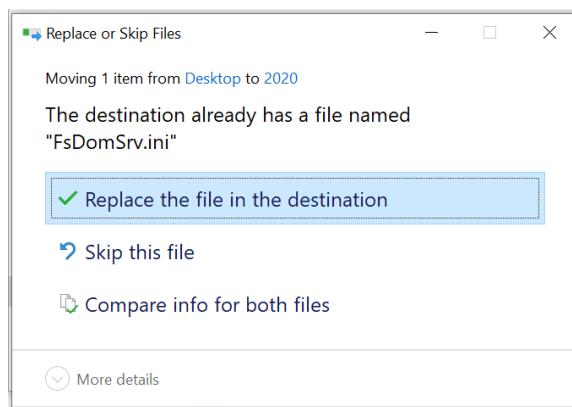 Replace or Skip Files
Moving 1 item from Desktop to 2020
The destination already has a file named
"FsDomSrv.ini"
Replace the file in the destination
Skip this file
Compare info for both files
More details